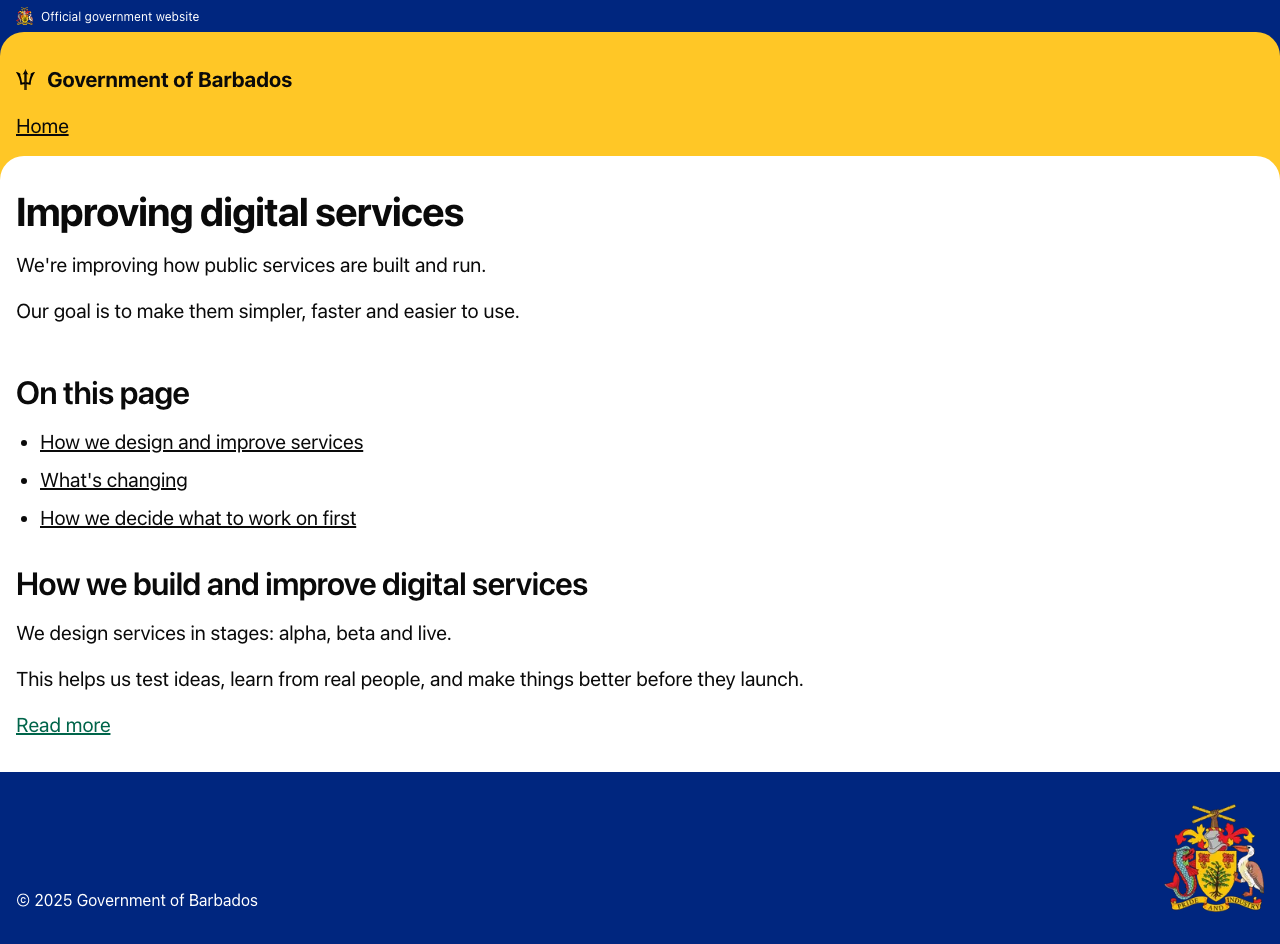 Official government website
Government of Barbados
Home
Improving digital services
We're improving how public services are built and run.
Our goal is to make them simpler, faster and easier to use.
On this page
How we design and improve services
What's changing
How we decide what to work on first
How we build and improve digital services
We design services in stages: alpha, beta and live.
This helps us test ideas, learn from real people, and make things better before they launch.
Read more
© 2025 Government of Barbados
PRIDE AND INDUSTRY